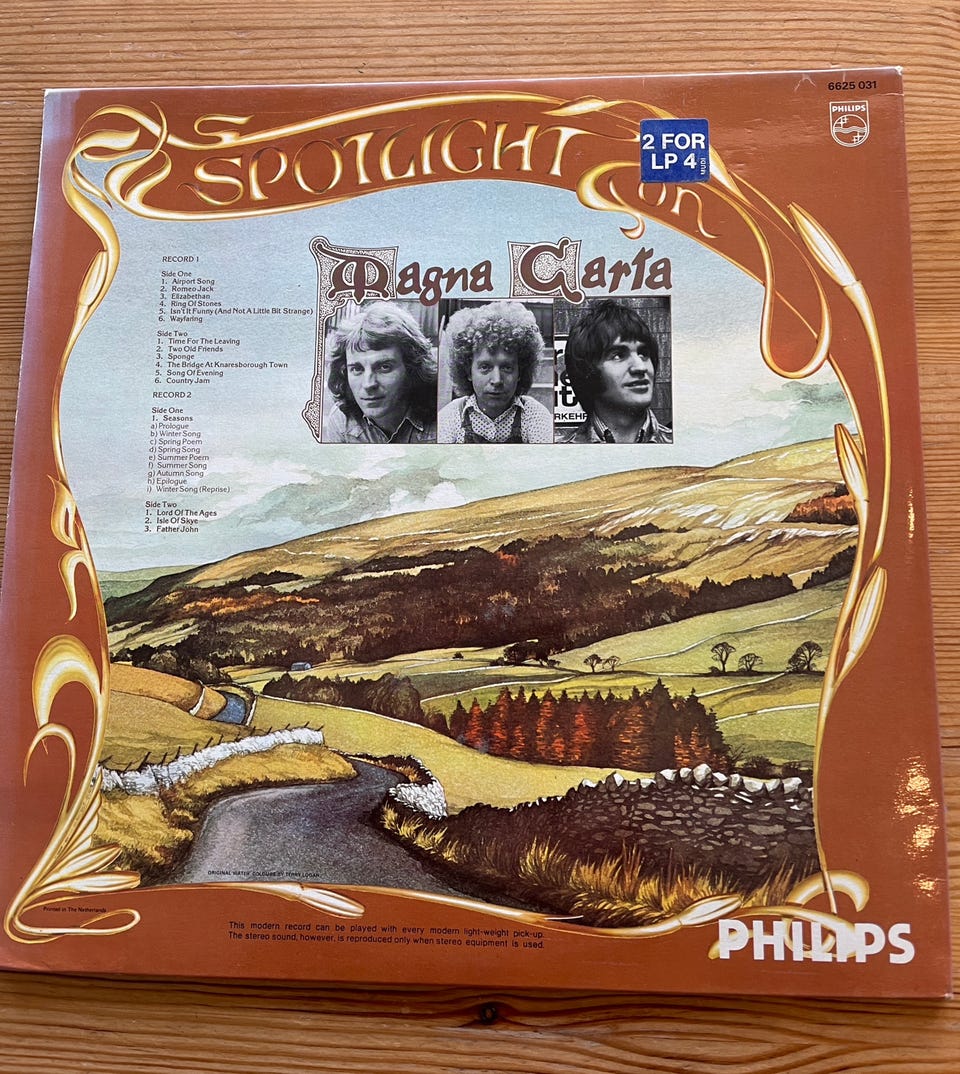 6625 031
PHILIPS
SPOTLIGHT on
2 FOR
LP 4
MUDI
Magna Carta
RECORD 1
Side One
1. Airport Song
2. Romeo Jack
3. Elizabethan
4. Ring Of Stones
5. Isn't It Funny (And Not A Little Bit Strange)
6. Wayfaring
Side Two
1. Time For The Leaving
2. Two Old Friends
3. Sponge
4. The Bridge At Knaresborough Town
5. Song Of Evening
6. Country Jam
RECORD 2
Side One
1. Seasons
a) Prologue
b) Winter Song
c) Spring Poem
d) Spring Song
e) Summer Poem
f) Summer Song
g) Autumn Song
h) Epilogue
i) Winter Song (Reprise)
Side Two
1. Lord Of The Ages
2. Isle Of Skye
3. Father John
ORIGINAL WATER COLOURS BY TERRY LOGAN
Printed in The Netherlands
This modern record can be played with every modern light-weight pick-up.
The stereo sound, however, is reproduced only when stereo equipment is used.
PHILIPS